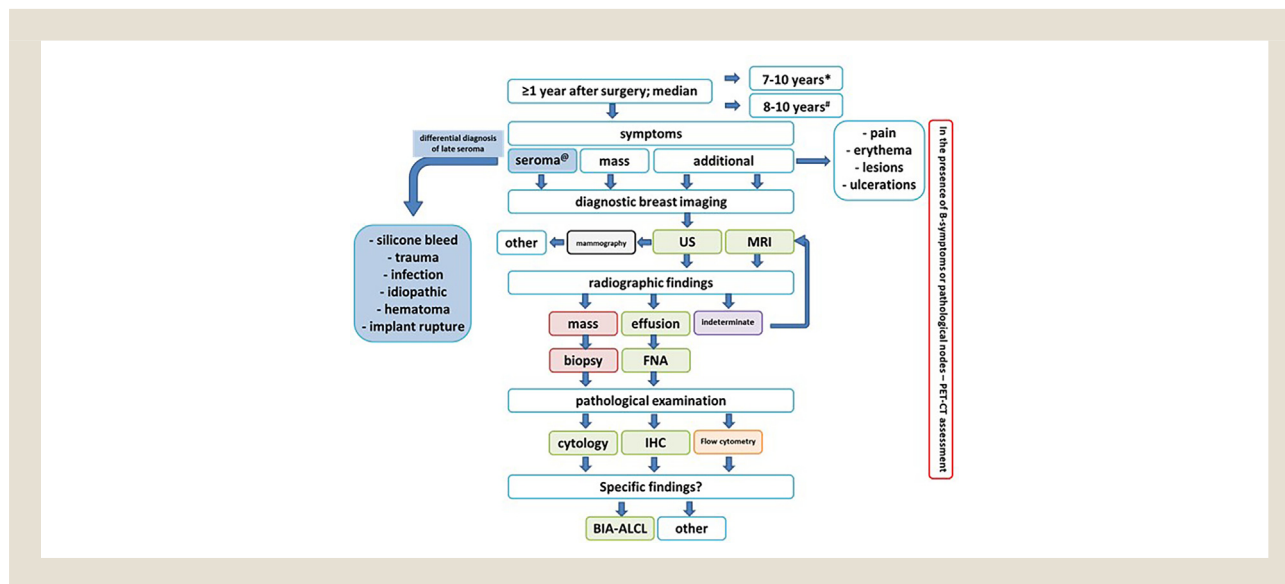 ≥1 year after surgery; median
7-10 years*
8-10 years#
symptoms
differential diagnosis
of late seroma
seroma@
mass
additional
- pain
- erythema
- lesions
- ulcerations
diagnostic breast imaging
other
mammography
US
MRI
- silicone bleed
- trauma
- infection
- idiopathic
- hematoma
- implant rupture
radiographic findings
mass
effusion
indeterminate
biopsy
FNA
pathological examination
cytology
IHC
Flow cytometry
Specific findings?
BIA-ALCL
other
In the presence of B-symptoms or pathological nodes – PET-CT assessment